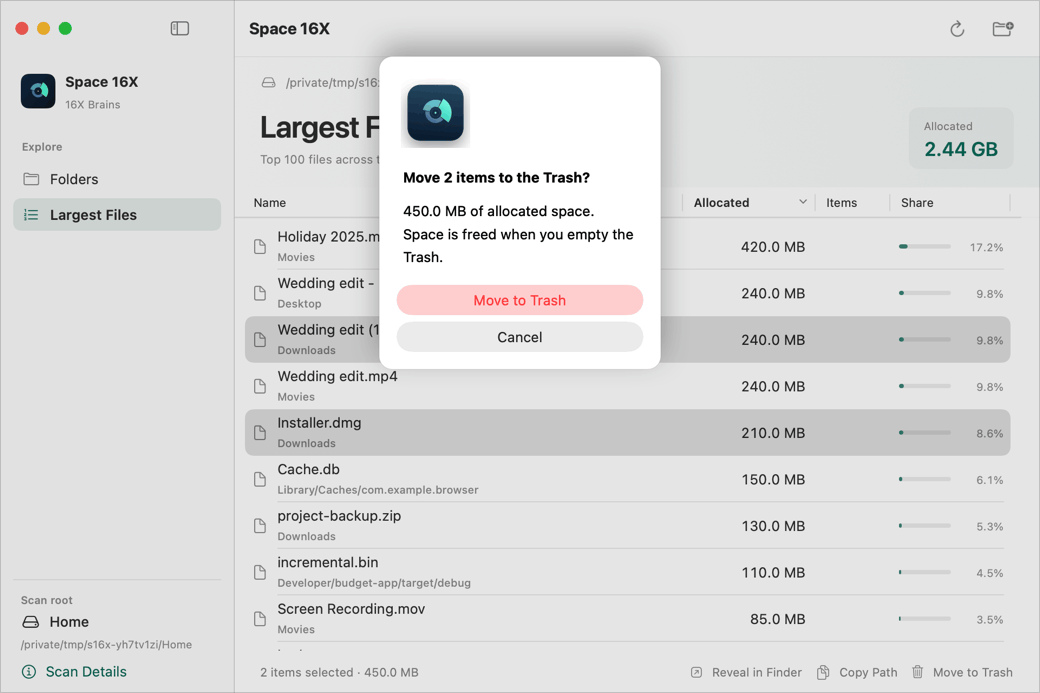 Space 16X
Space 16X
16X Brains
Explore
Folders
Largest Files
Scan root
Home
/private/tmp/s16x-yh7tv1zi/Home
Scan Details
/private/tmp/s16x
Largest
Top 100 files across
Allocated
2.44 GB
Move 2 items to the Trash?
450.0 MB of allocated space.
Space is freed when you empty the
Trash.
Move to Trash
Cancel
Name Allocated Items Share
Holiday 2025.m 420.0 MB 17.2%
Movies
Wedding edit - 240.0 MB 9.8%
Desktop
Wedding edit (1 240.0 MB 9.8%
Downloads
Wedding edit.mp4 240.0 MB 9.8%
Movies
Installer.dmg 210.0 MB 8.6%
Downloads
Cache.db 150.0 MB 6.1%
Library/Caches/com.example.browser
project-backup.zip 130.0 MB 5.3%
Downloads
incremental.bin 110.0 MB 4.5%
Developer/budget-app/target/debug
Screen Recording.mov 85.0 MB 3.5%
Movies
2 items selected · 450.0 MB Reveal in Finder Copy Path Move to Trash